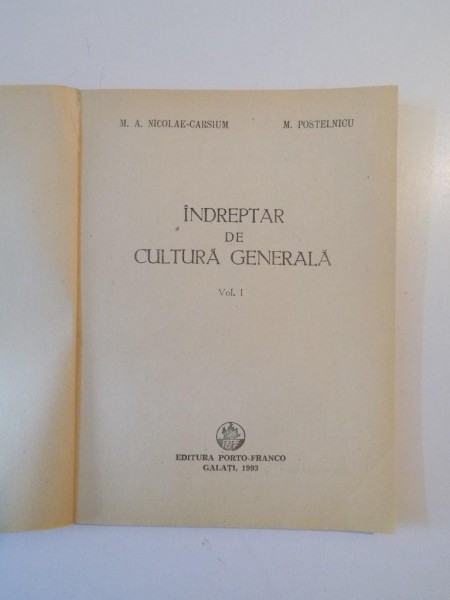 M. A. NICOLAE-CARSIUM M. POSTELNICU
ÎNDREPTAR
DE
CULTURĂ GENERALĂ
Vol. I
EDITURA PORTO-FRANCO
GALAȚI, 1993